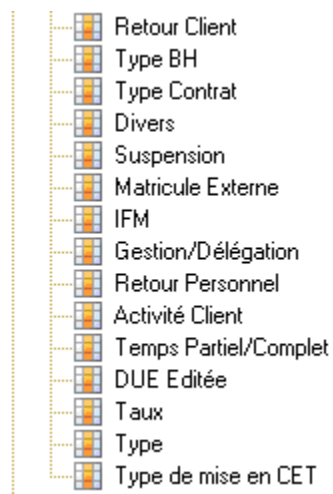 Retour Client
Type BH
Type Contrat
Divers
Suspension
Matricule Externe
IFM
Gestion/Délégation
Retour Personnel
Activité Client
Temps Partiel/Complet
DUE Editée
Taux
Type
Type de mise en CET